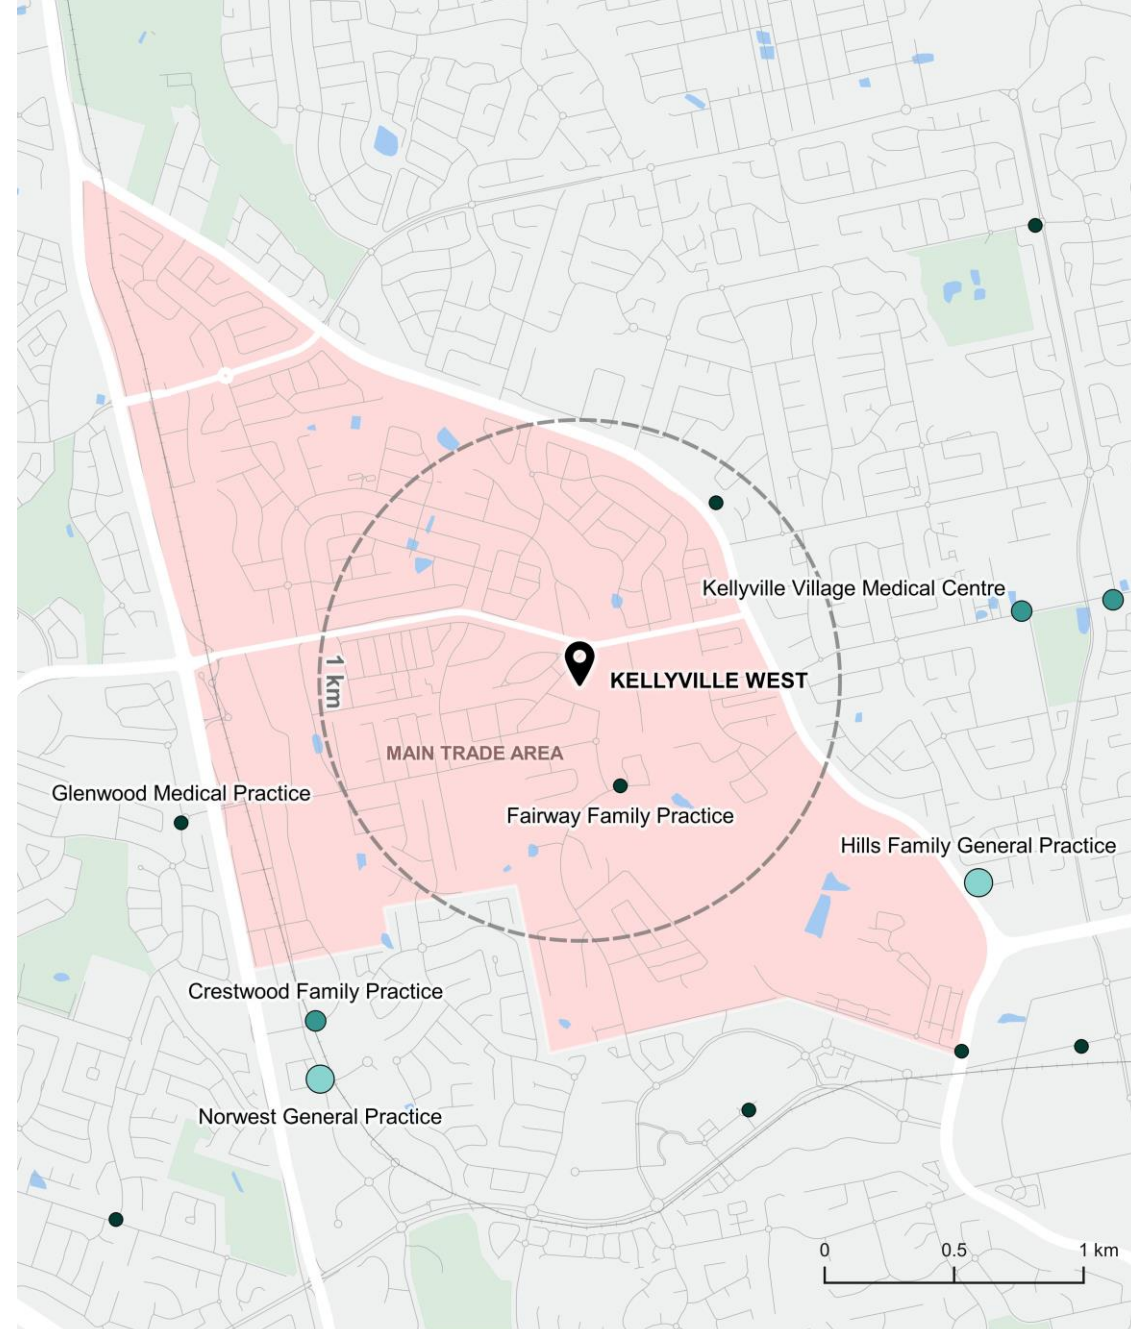 Kellyville Village Medical Centre
1 km
KELLYVILLE WEST
MAIN TRADE AREA
Glenwood Medical Practice
Fairway Family Practice
Hills Family General Practice
Crestwood Family Practice
Norwest General Practice
0 0.5 1 km